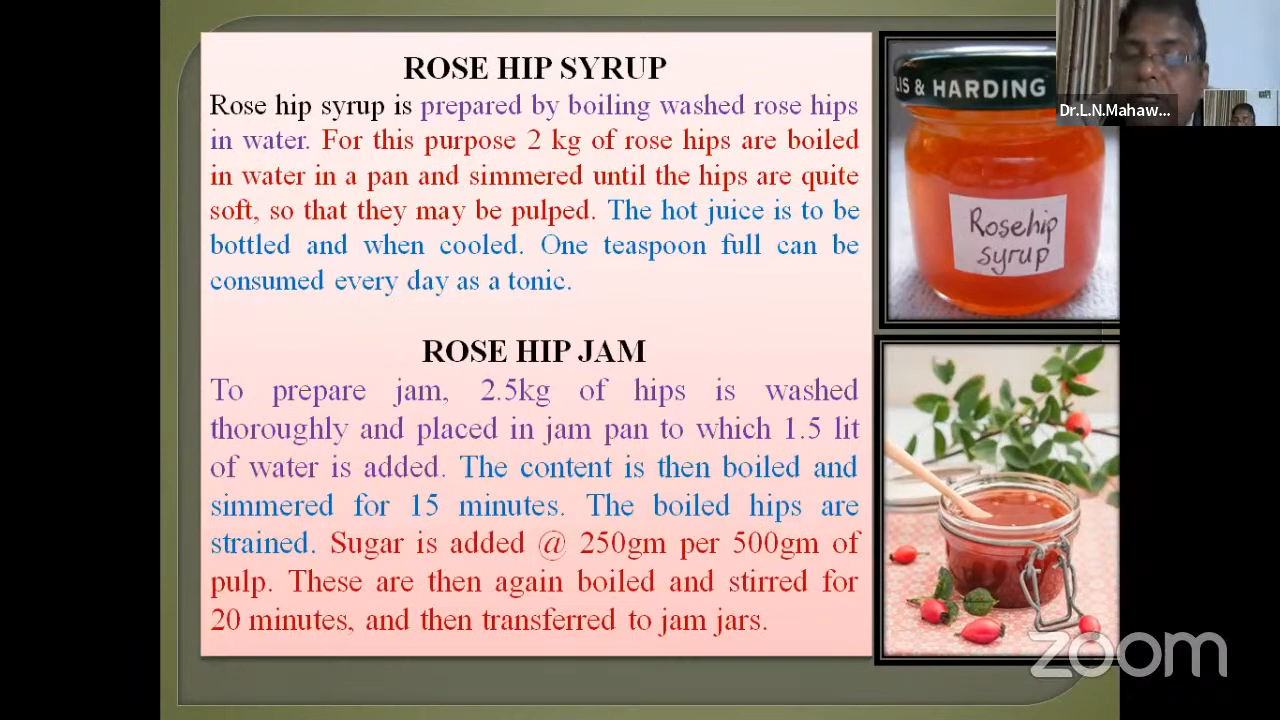 ROSE HIP SYRUP
Rose hip syrup is prepared by boiling washed rose hips
in water. For this purpose 2 kg of rose hips are boiled
in water in a pan and simmered until the hips are quite
soft, so that they may be pulped. The hot juice is to be
bottled and when cooled. One teaspoon full can be
consumed every day as a tonic.
ROSE HIP JAM
To prepare jam, 2.5kg of hips is washed
thoroughly and placed in jam pan to which 1.5 lit
of water is added. The content is then boiled and
simmered for 15 minutes. The boiled hips are
strained. Sugar is added @ 250gm per 500gm of
pulp. These are then again boiled and stirred for
20 minutes, and then transferred to jam jars.
LIS & HARDING
Rosehip
syrup
Dr.L.N.Mahaw...
zoom